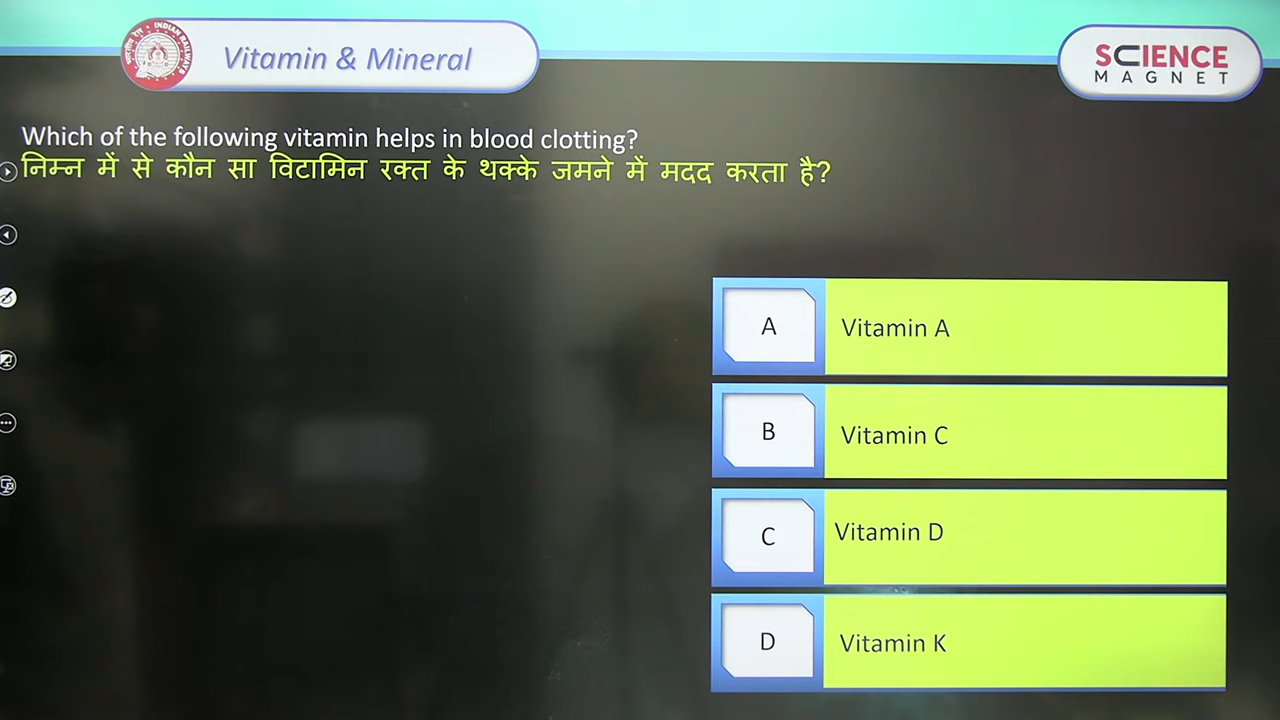 Vitamin & Mineral
SCIENCE
MAGNET
Which of the following vitamin helps in blood clotting?
निम्न में से कौन सा विटामिन रक्त के थक्के जमने में मदद करता है?
A
Vitamin A
B
Vitamin C
C
Vitamin D
D
Vitamin K